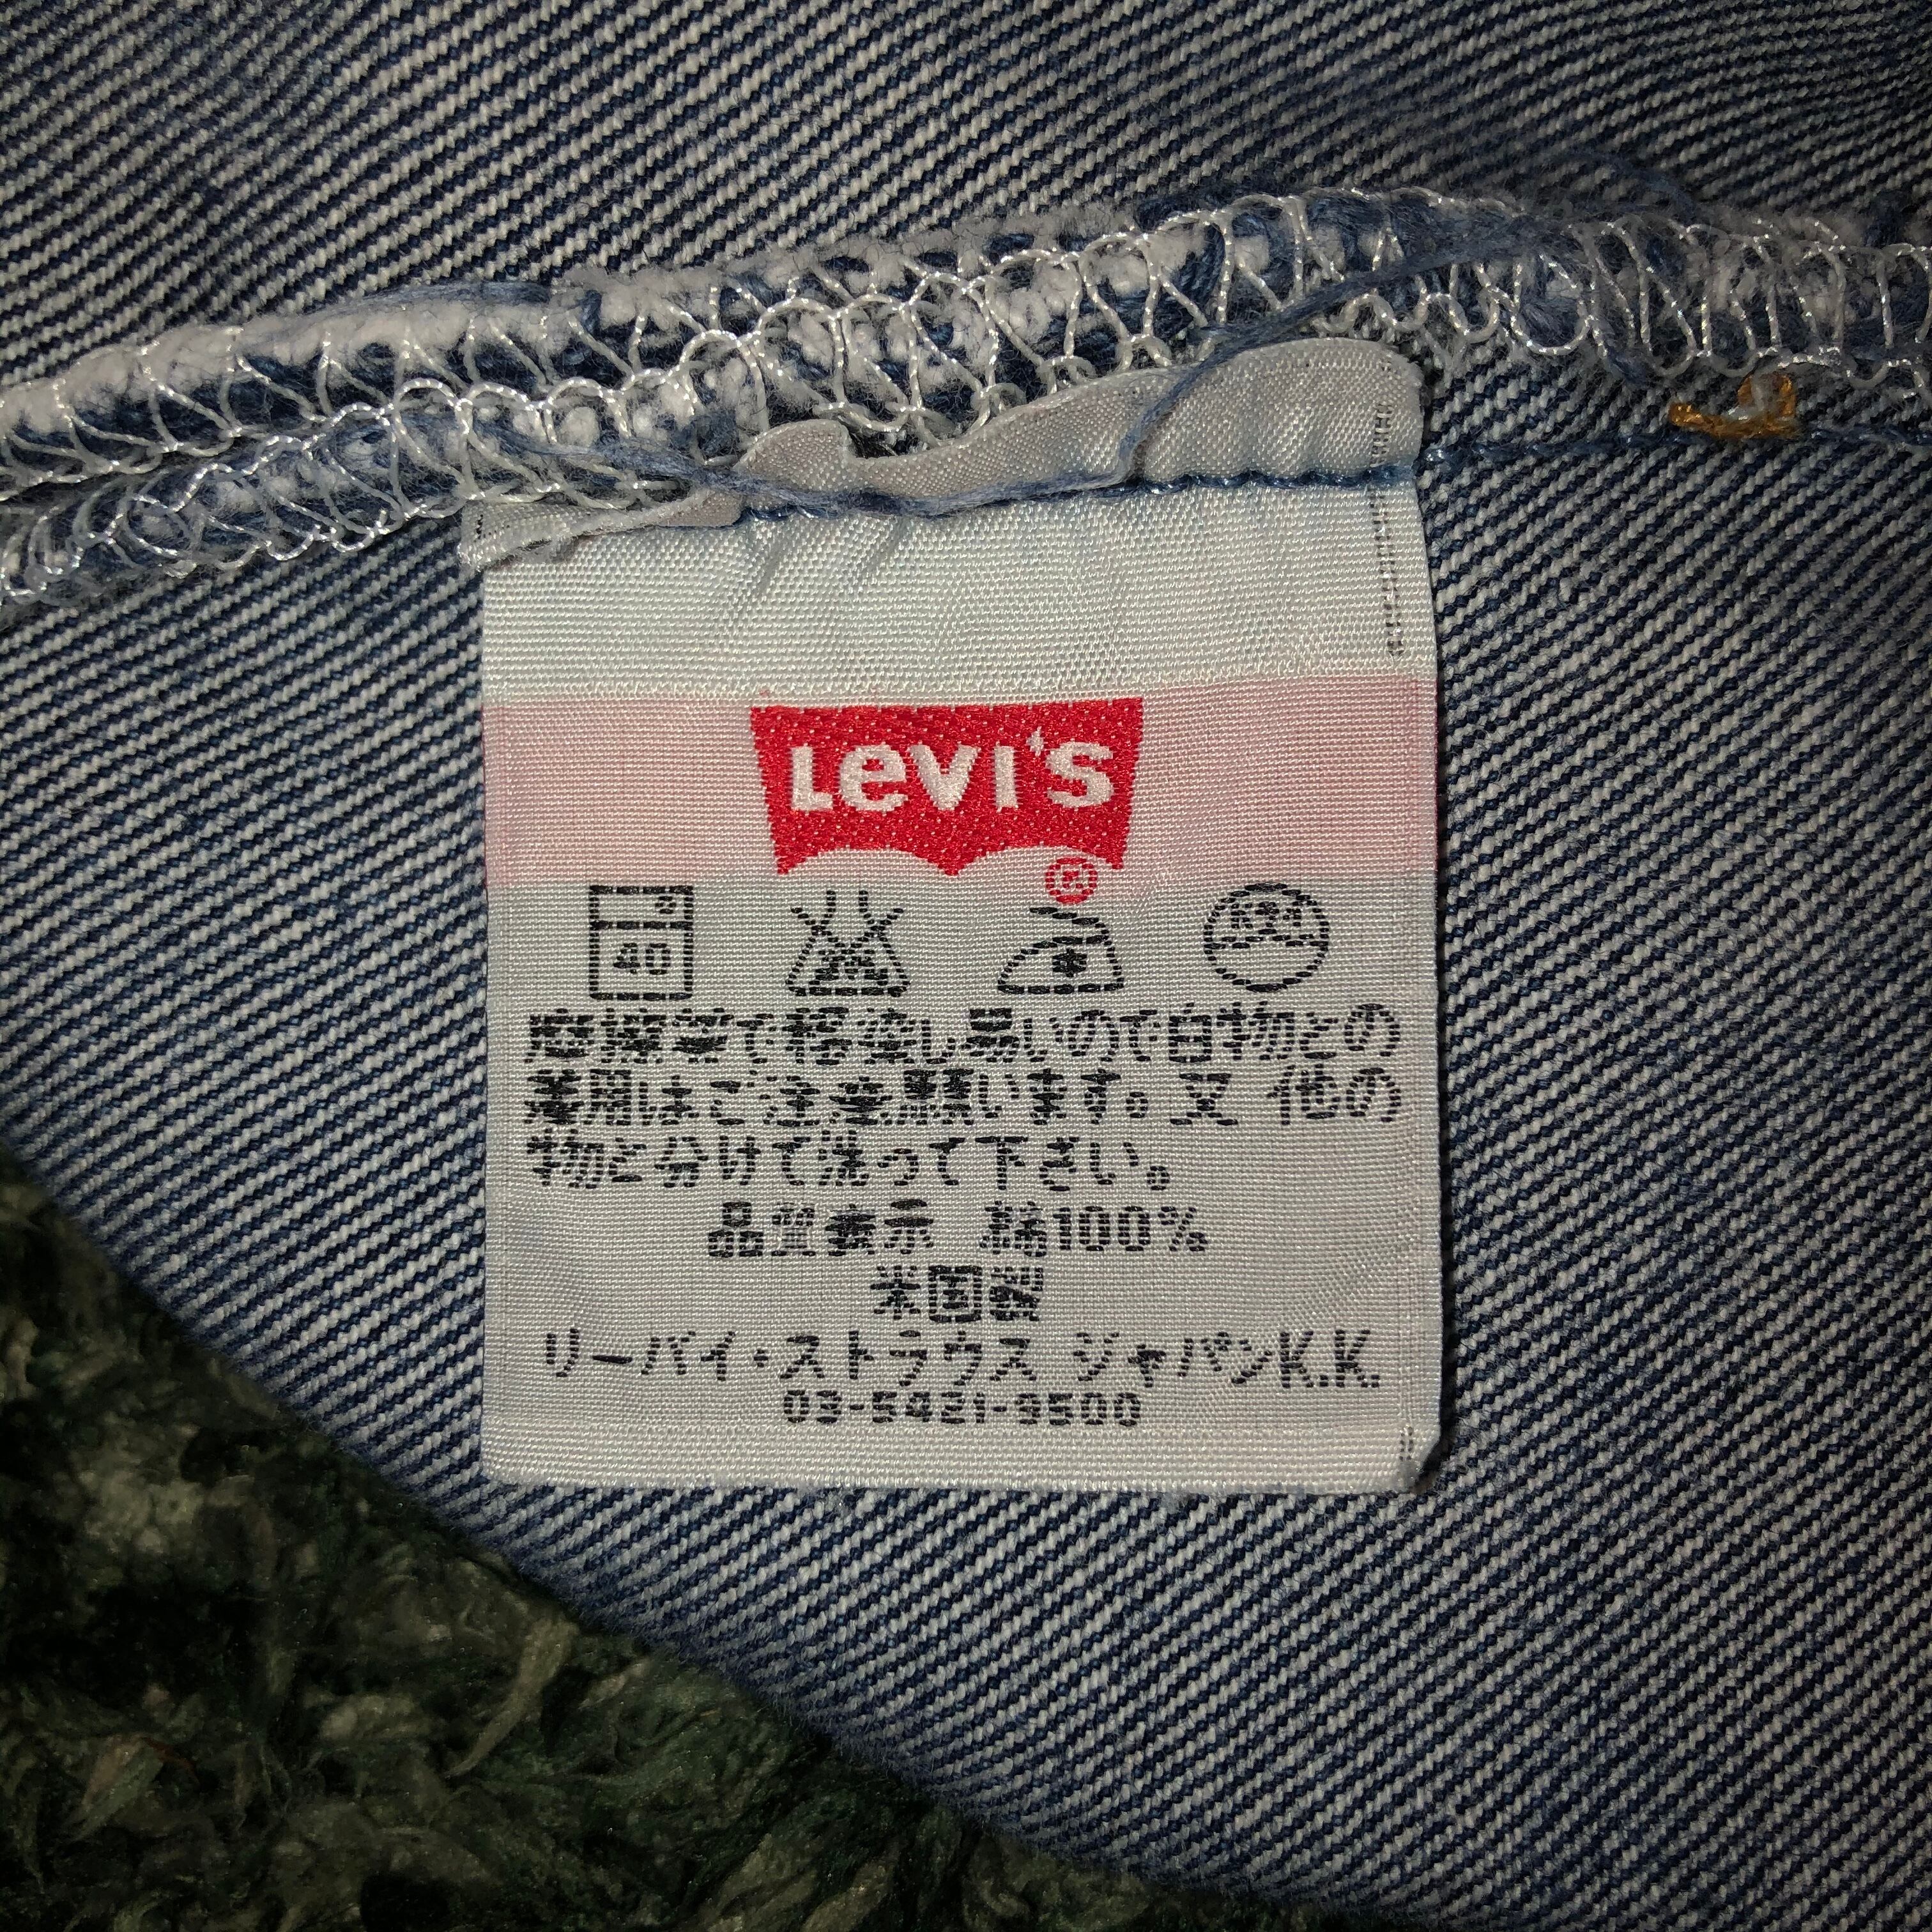 Levi's
®
40
ドライ
摩擦等で移染し易いので白物との
着用はご注意願います。又 他の
物と分けて洗って下さい。
品質表示 綿100%
米国製
リーバイ・ストラウス ジャパンK.K.
03-5421-9500